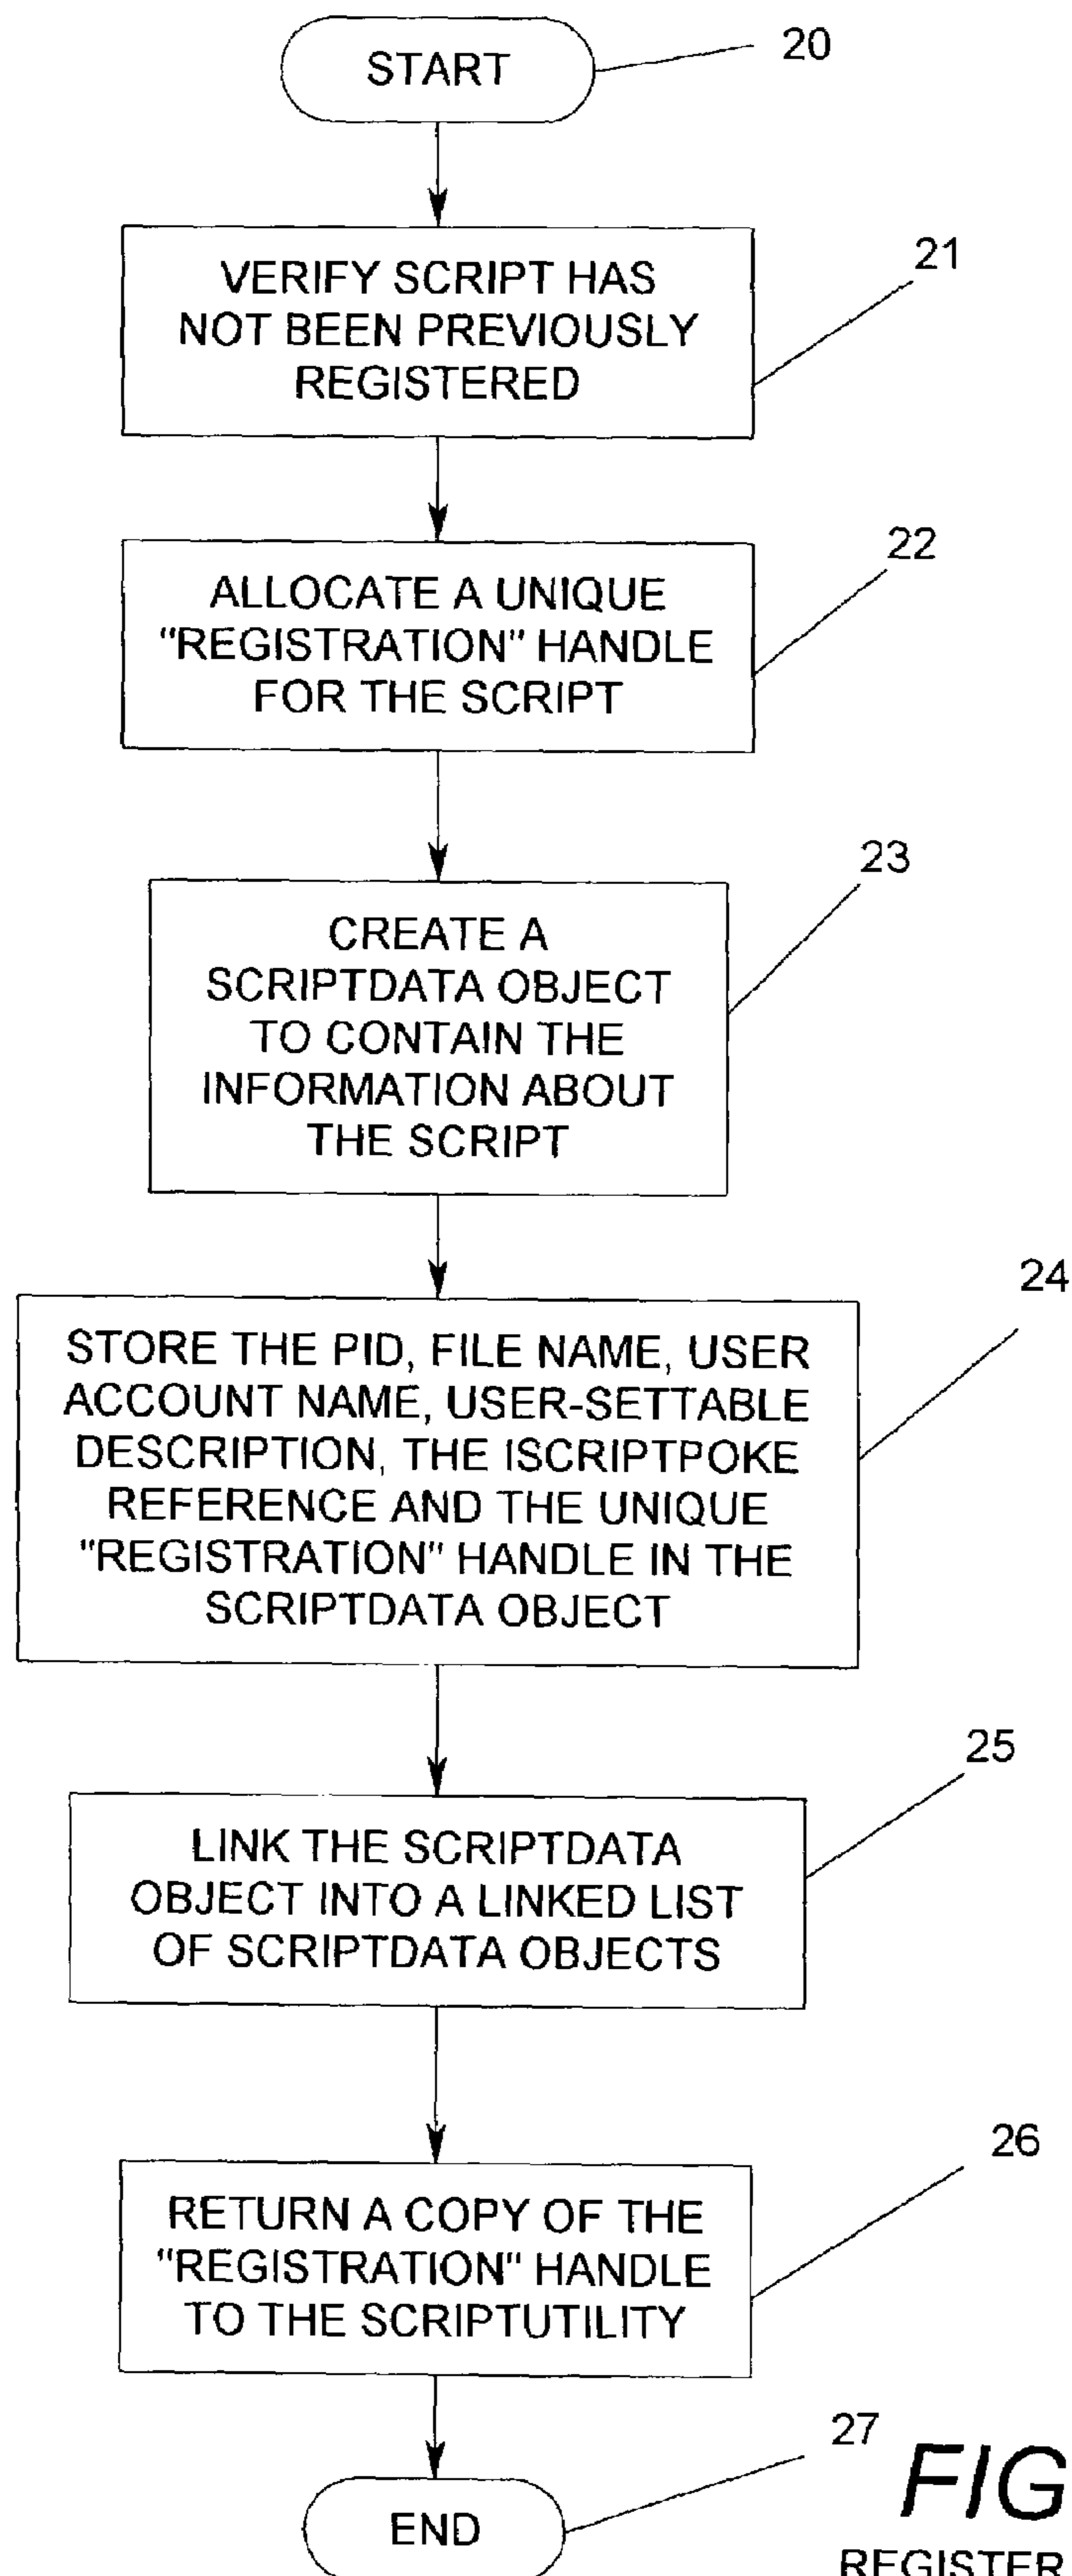 START
20
VERIFY SCRIPT HAS
NOT BEEN PREVIOUSLY
REGISTERED
21
ALLOCATE A UNIQUE
"REGISTRATION" HANDLE
FOR THE SCRIPT
22
CREATE A
SCRIPTDATA OBJECT
TO CONTAIN THE
INFORMATION ABOUT
THE SCRIPT
23
STORE THE PID, FILE NAME, USER
ACCOUNT NAME, USER-SETTABLE
DESCRIPTION, THE ISCRIPTPOKE
REFERENCE AND THE UNIQUE
"REGISTRATION" HANDLE IN THE
SCRIPTDATA OBJECT
24
LINK THE SCRIPTDATA
OBJECT INTO A LINKED LIST
OF SCRIPTDATA OBJECTS
25
RETURN A COPY OF THE
"REGISTRATION" HANDLE
TO THE SCRIPTUTILITY
26
END
27
FIG
REGISTER